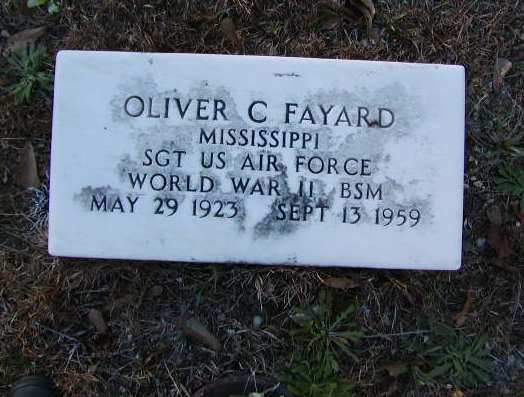 OLIVER C FAYARD
MISSISSIPPI
SGT US AIR FORCE
WORLD WAR II BSM
MAY 29 1923 SEPT 13 1959